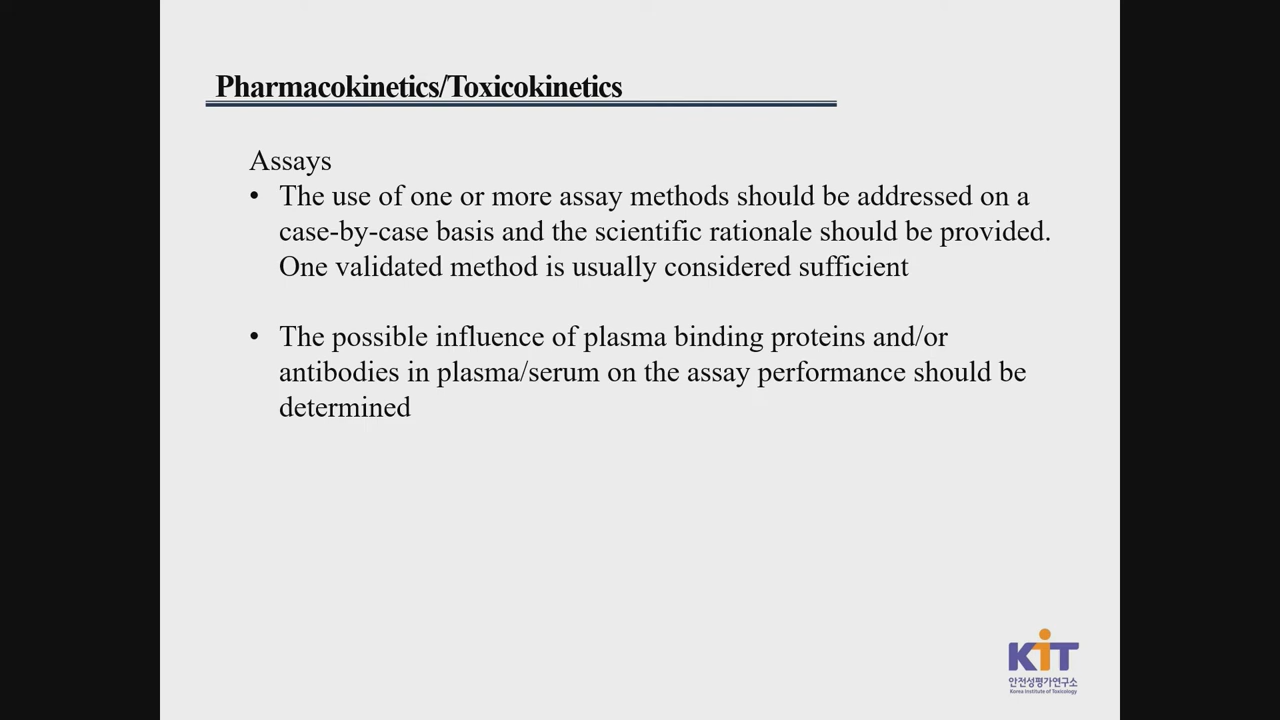 Pharmacokinetics/Toxicokinetics
Assays
• The use of one or more assay methods should be addressed on a
case-by-case basis and the scientific rationale should be provided.
One validated method is usually considered sufficient
• The possible influence of plasma binding proteins and/or
antibodies in plasma/serum on the assay performance should be
determined
KiT
안전성평가연구소
Korea Institute of Toxicology